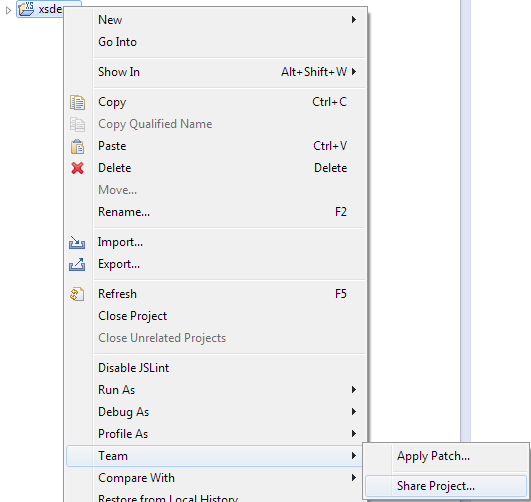 xsde
New
Go Into
Show In Alt+Shift+W
Copy Ctrl+C
Copy Qualified Name
Paste Ctrl+V
Delete Delete
Move...
Rename... F2
Import...
Export...
Refresh F5
Close Project
Close Unrelated Projects
Disable JSLint
Run As
Debug As
Profile As
Team
Apply Patch...
Compare With
Share Project...
Restore from Local History